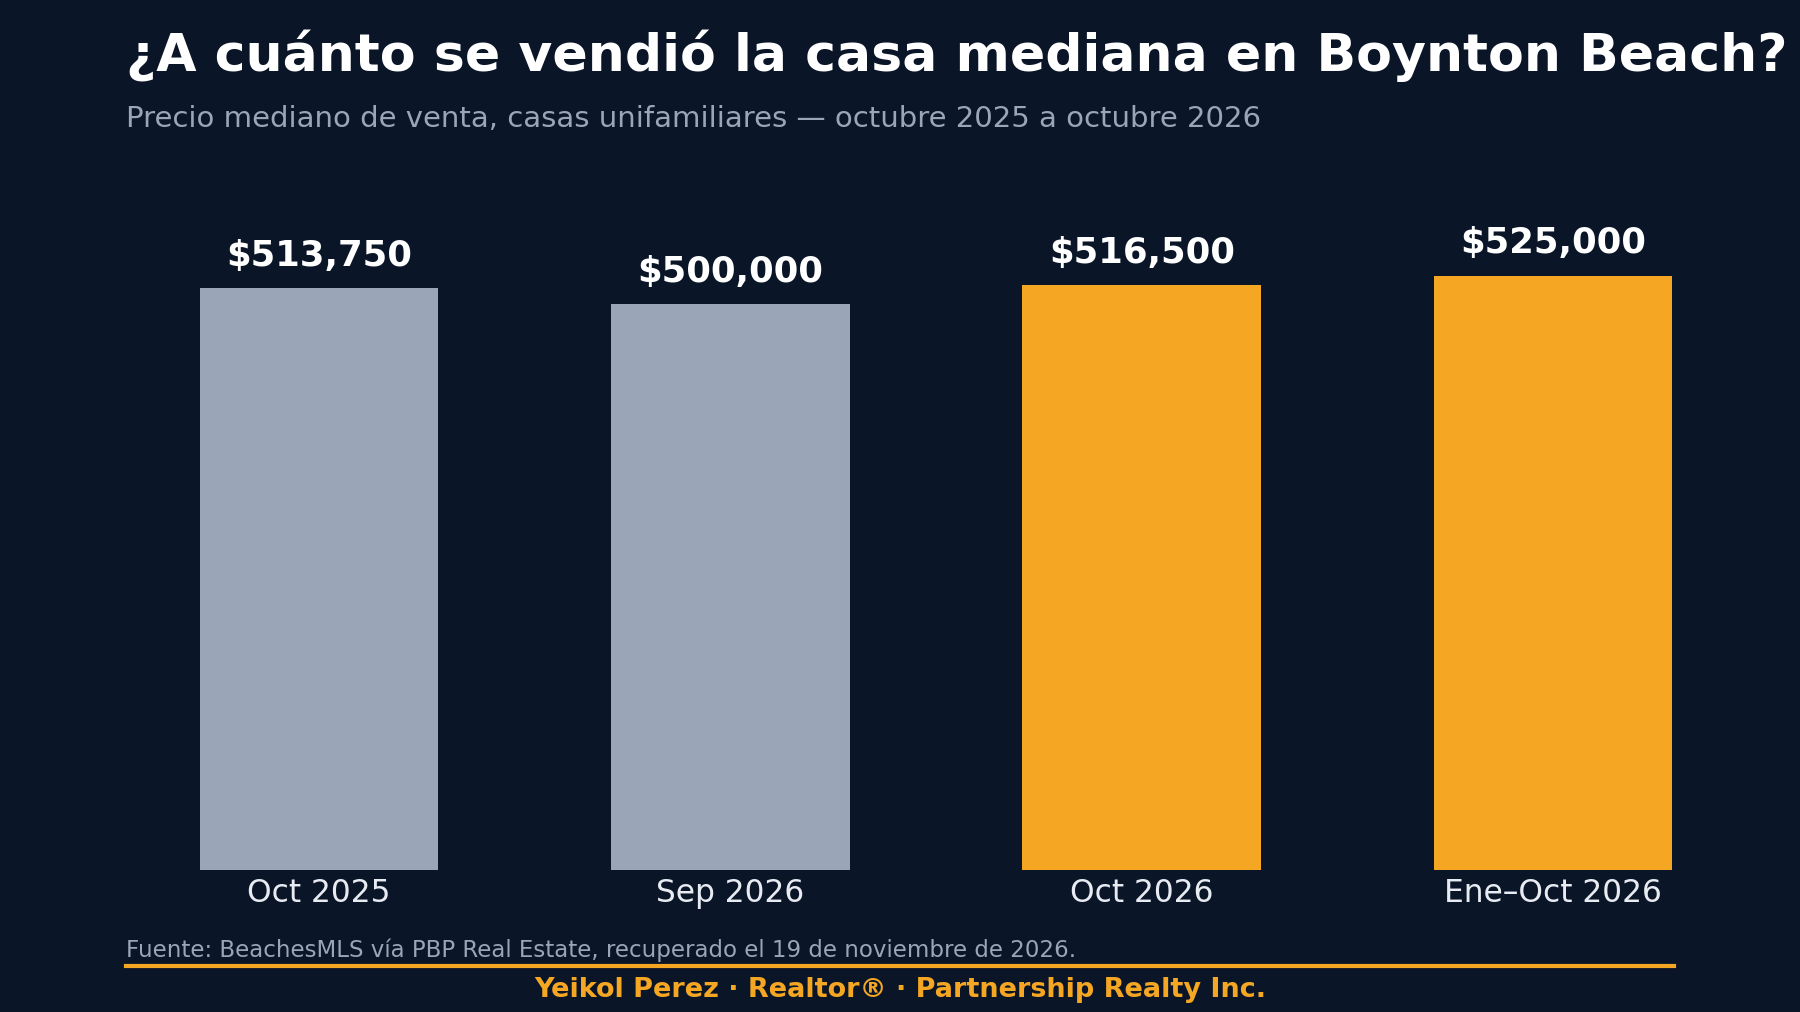 ¿A cuánto se vendió la casa mediana en Boynton Beach?
Precio mediano de venta, casas unifamiliares — octubre 2025 a octubre 2026
$513,750
$500,000
$516,500
$525,000
Oct 2025
Sep 2026
Oct 2026
Ene–Oct 2026
Fuente: BeachesMLS vía PBP Real Estate, recuperado el 19 de noviembre de 2026.
Yeikol Perez · Realtor® · Partnership Realty Inc.